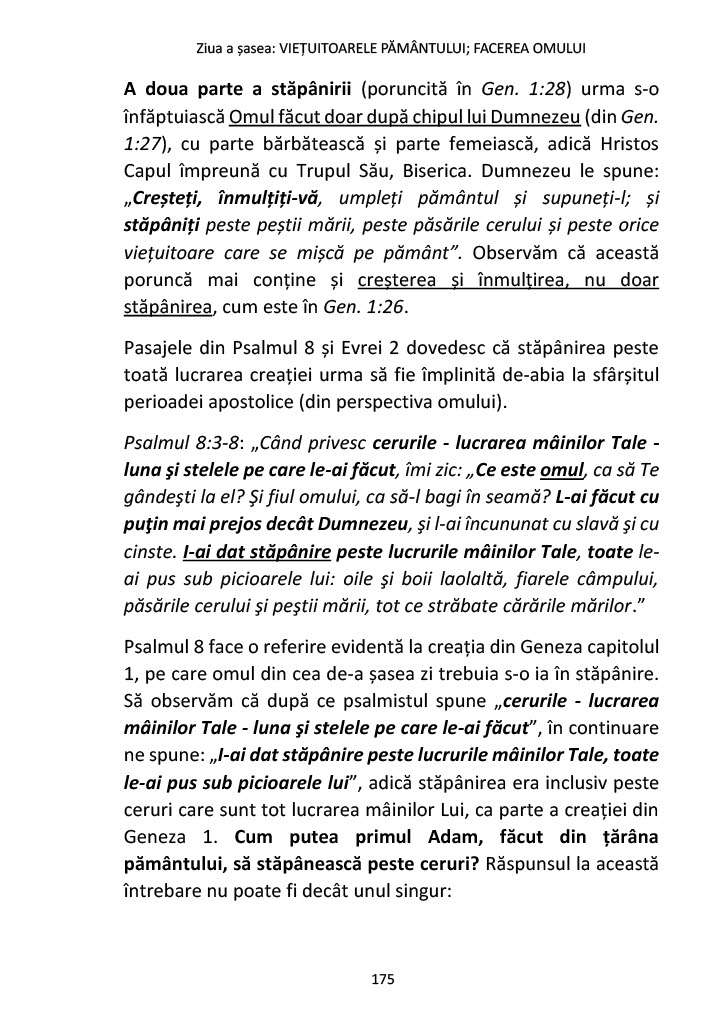 Ziua a șasea: VIEȚUITOARELE PĂMÂNTULUI; FACEREA OMULUI
A doua parte a stăpânirii (poruncită în Gen. 1:28) urma s-o
înfăptuiască Omul făcut doar după chipul lui Dumnezeu (din Gen.
1:27), cu parte bărbătească și parte femeiască, adică Hristos
Capul împreună cu Trupul Său, Biserica. Dumnezeu le spune:
„Creșteți, înmulțiți-vă, umpleți pământul și supuneți-l; și
stăpâniți peste peștii mării, peste păsările cerului și peste orice
viețuitoare care se mișcă pe pământ”. Observăm că această
poruncă mai conține și creşterea şi înmulţirea, nu doar
stăpânirea, cum este în Gen. 1:26.
Pasajele din Psalmul 8 și Evrei 2 dovedesc că stăpânirea peste
toată lucrarea creației urma să fie împlinită de-abia la sfârșitul
perioadei apostolice (din perspectiva omului).
Psalmul 8:3-8: „Când privesc cerurile - lucrarea mâinilor Tale -
luna şi stelele pe care le-ai făcut, îmi zic: „Ce este omul, ca să Te
gândeşti la el? Şi fiul omului, ca să-l bagi în seamă? L-ai făcut cu
puţin mai prejos decât Dumnezeu, şi l-ai încununat cu slavă şi cu
cinste. I-ai dat stăpânire peste lucrurile mâinilor Tale, toate le-
ai pus sub picioarele lui: oile şi boii laolaltă, fiarele câmpului,
păsările cerului şi peştii mării, tot ce străbate cărările mărilor.”
Psalmul 8 face o referire evidentă la creația din Geneza capitolul
1, pe care omul din cea de-a șasea zi trebuia s-o ia în stăpânire.
Să observăm că după ce psalmistul spune „cerurile - lucrarea
mâinilor Tale - luna şi stelele pe care le-ai făcut”, în continuare
ne spune: „I-ai dat stăpânire peste lucrurile mâinilor Tale, toate
le-ai pus sub picioarele lui”, adică stăpânirea era inclusiv peste
ceruri care sunt tot lucrarea mâinilor Lui, ca parte a creației din
Geneza 1. Cum putea primul Adam, făcut din țărâna
pământului, să stăpânească peste ceruri? Răspunsul la această
întrebare nu poate fi decât unul singur:
175